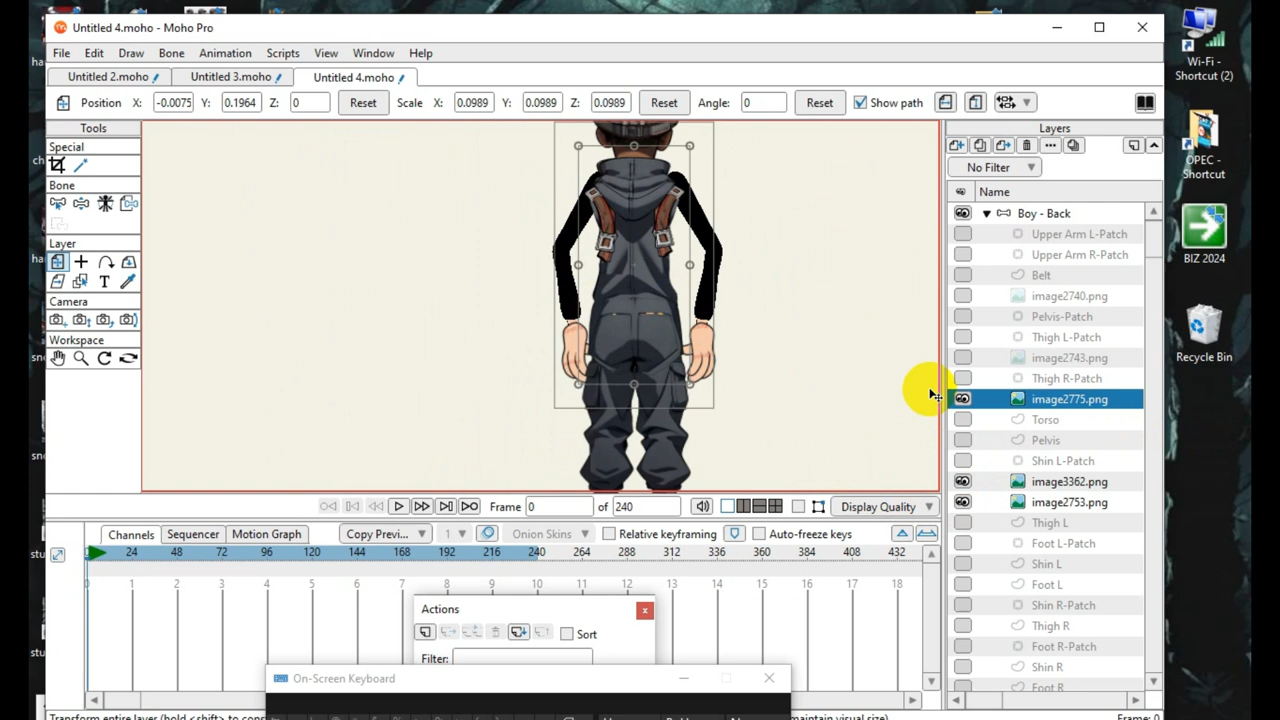 Untitled 4.moho - Moho Pro
File Edit Draw Bone Animation Scripts View Window Help
Untitled 2.moho Untitled 3.moho Untitled 4.moho
Position X: -0.0075 Y: 0.1964 Z: 0 Reset Scale X: 0.0989 Y: 0.0989 Z: 0.0989 Reset Angle: 0 Reset Show path
Tools
Special
Bone
Layer
Camera
Workspace
Layers
No Filter
Name
Boy - Back
Upper Arm L-Patch
Upper Arm R-Patch
Belt
image2740.png
Pelvis-Patch
Thigh L-Patch
image2743.png
Thigh R-Patch
image2775.png
Torso
Pelvis
Shin L-Patch
image3362.png
image2753.png
Thigh L
Foot L-Patch
Shin L
Foot L
Shin R-Patch
Thigh R
Foot R-Patch
Shin R
Foot R
Frame 0 of 240 Display Quality
Channels Sequencer Motion Graph Copy Previ... 1 Onion Skins Relative keyframing Auto-freeze keys
24 48 72 96 120 144 168 192 216 240 264 288 312 336 360 384 408 432
0 1 2 3 4 5 6 7 8 9 10 11 12 13 14 15 16 17 18
Actions
Sort
Filter:
On-Screen Keyboard
Frame: 0
Wi-Fi -
Shortcut (2)
OPEC -
Shortcut
BIZ 2024
Recycle Bin